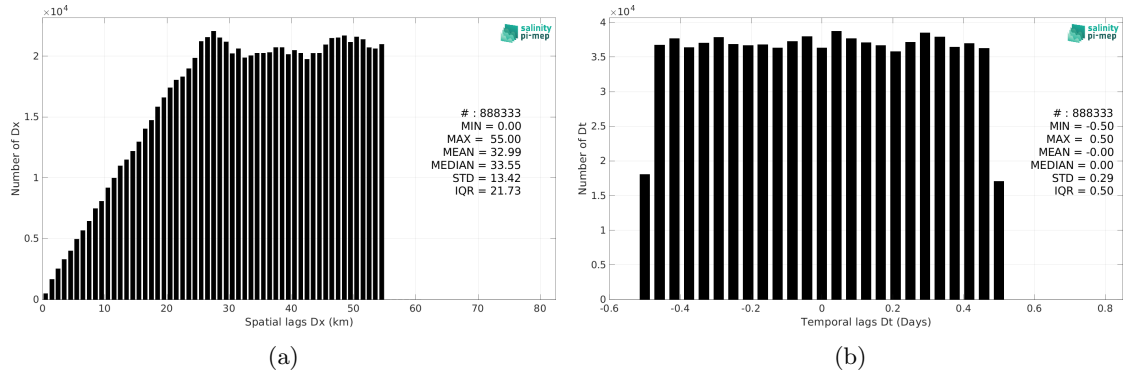 ×10⁴
2
1.5
1
0.5
0
Number of Dx
0 10 20 30 40 50 60 70 80
Spatial lags Dx (km)
salinity
pi-mep
# : 888333
MIN = 0.00
MAX = 55.00
MEAN = 32.99
MEDIAN = 33.55
STD = 13.42
IQR = 21.73
(a)
×10⁴
4
3.5
3
2.5
2
1.5
1
0.5
0
Number of Dt
-0.6 -0.4 -0.2 0 0.2 0.4 0.6 0.8
Temporal lags Dt (Days)
salinity
pi-mep
# : 888333
MIN = -0.50
MAX = 0.50
MEAN = -0.00
MEDIAN = 0.00
STD = 0.29
IQR = 0.50
(b)